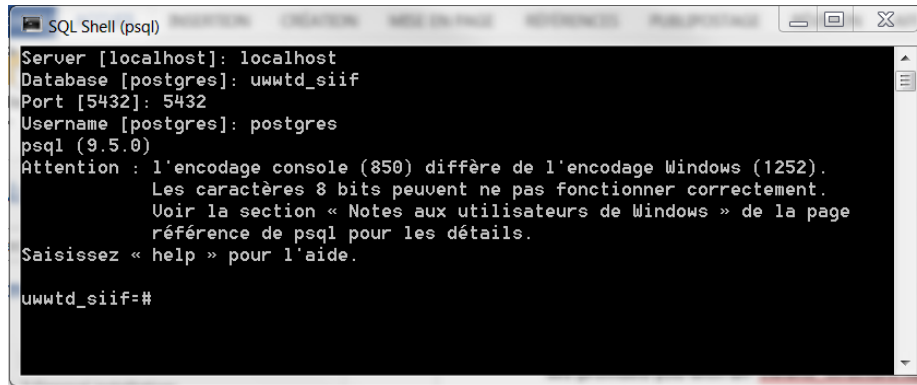 SQL Shell (psql)
Server [localhost]: localhost
Database [postgres]: uwwtd_siif
Port [5432]: 5432
Username [postgres]: postgres
psql (9.5.0)
Attention : l'encodage console (850) diffère de l'encodage Windows (1252).
Les caractères 8 bits peuvent ne pas fonctionner correctement.
Voir la section « Notes aux utilisateurs de Windows » de la page
référence de psql pour les détails.
Saisissez « help » pour l'aide.
uwwtd_siif=#